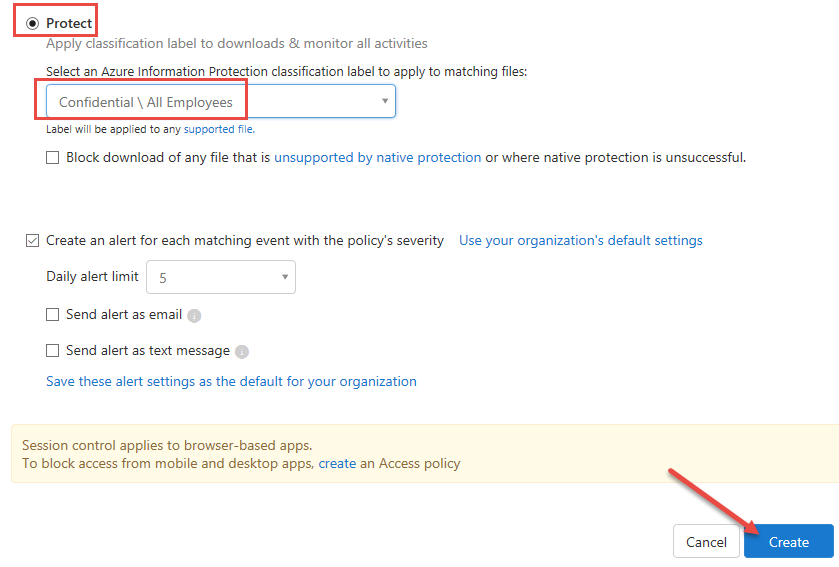 Protect
Apply classification label to downloads & monitor all activities
Select an Azure Information Protection classification label to apply to matching files:
Confidential \ All Employees
Label will be applied to any supported file.
Block download of any file that is unsupported by native protection or where native protection is unsuccessful.
Create an alert for each matching event with the policy's severity Use your organization's default settings
Daily alert limit 5
Send alert as email
Send alert as text message
Save these alert settings as the default for your organization
Session control applies to browser-based apps.
To block access from mobile and desktop apps, create an Access policy
Cancel Create